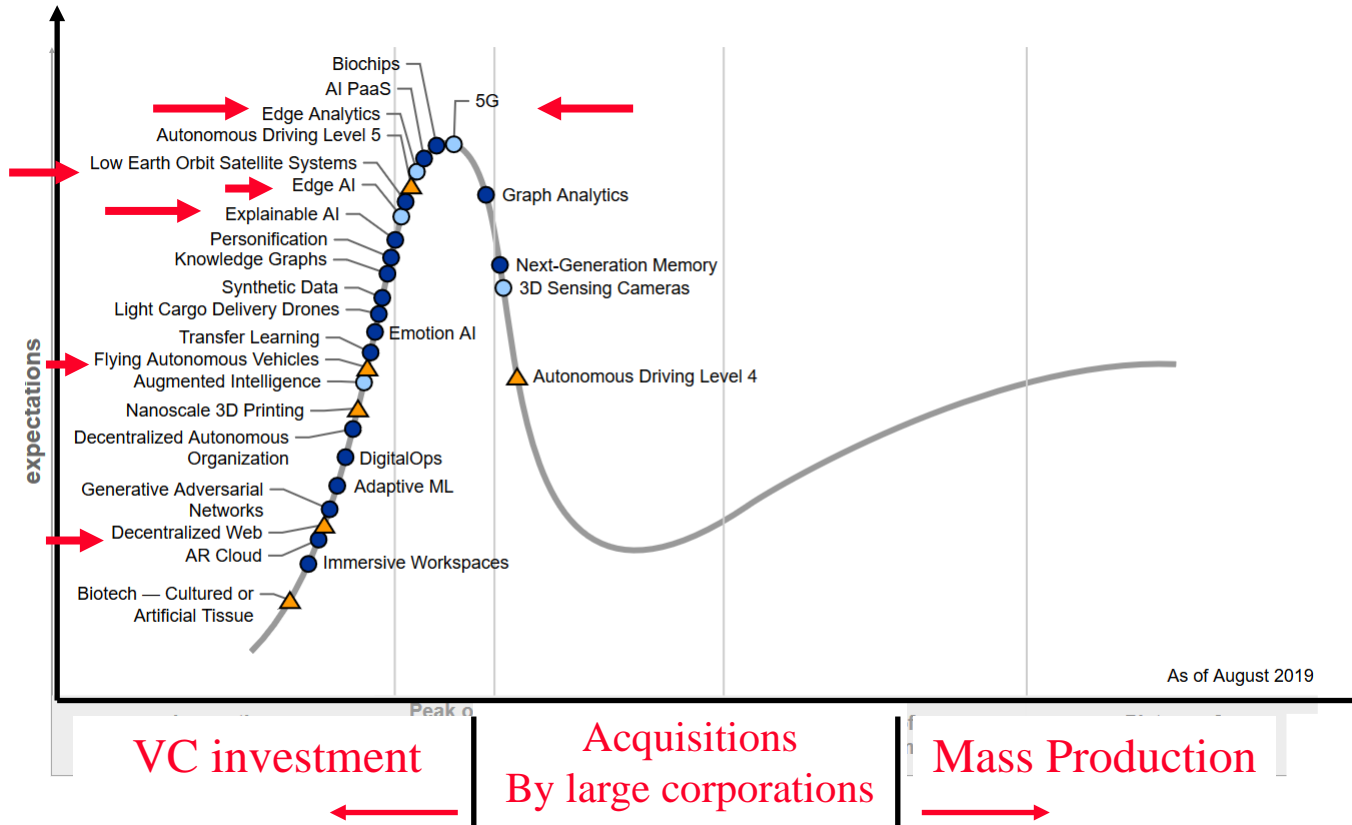 Biochips
AI PaaS
5G
Edge Analytics
Autonomous Driving Level 5
Low Earth Orbit Satellite Systems
Edge AI
Graph Analytics
Explainable AI
Personification
Knowledge Graphs
Next-Generation Memory
Synthetic Data
3D Sensing Cameras
Light Cargo Delivery Drones
Emotion AI
Transfer Learning
Flying Autonomous Vehicles
Augmented Intelligence
Autonomous Driving Level 4
Nanoscale 3D Printing
Decentralized Autonomous
Organization
DigitalOps
Adaptive ML
Generative Adversarial
Networks
Decentralized Web
AR Cloud
Immersive Workspaces
Biotech — Cultured or
Artificial Tissue
expectations
As of August 2019
Peak o
VC investment
Acquisitions
By large corporations
Mass Production